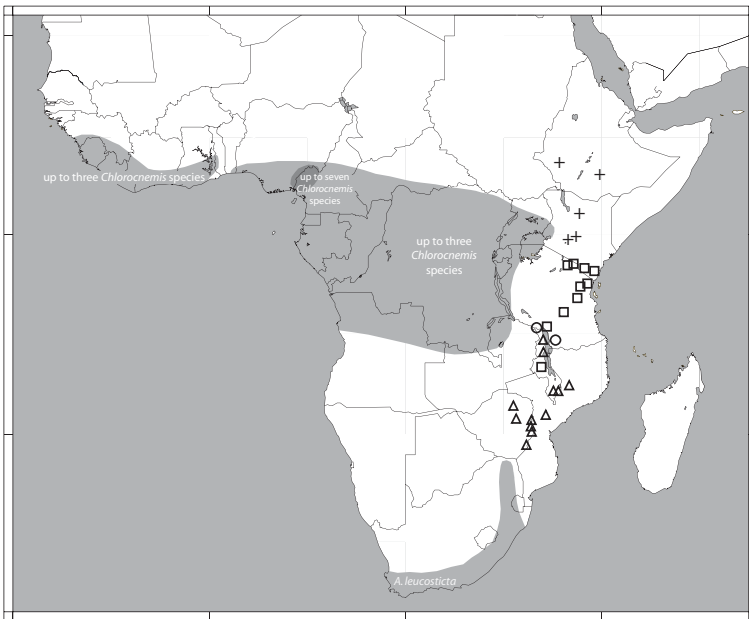 up to three Chlorocnemis species
up to seven
Chlorocnemis
species
up to three
Chlorocnemis
species
A. leucosticta